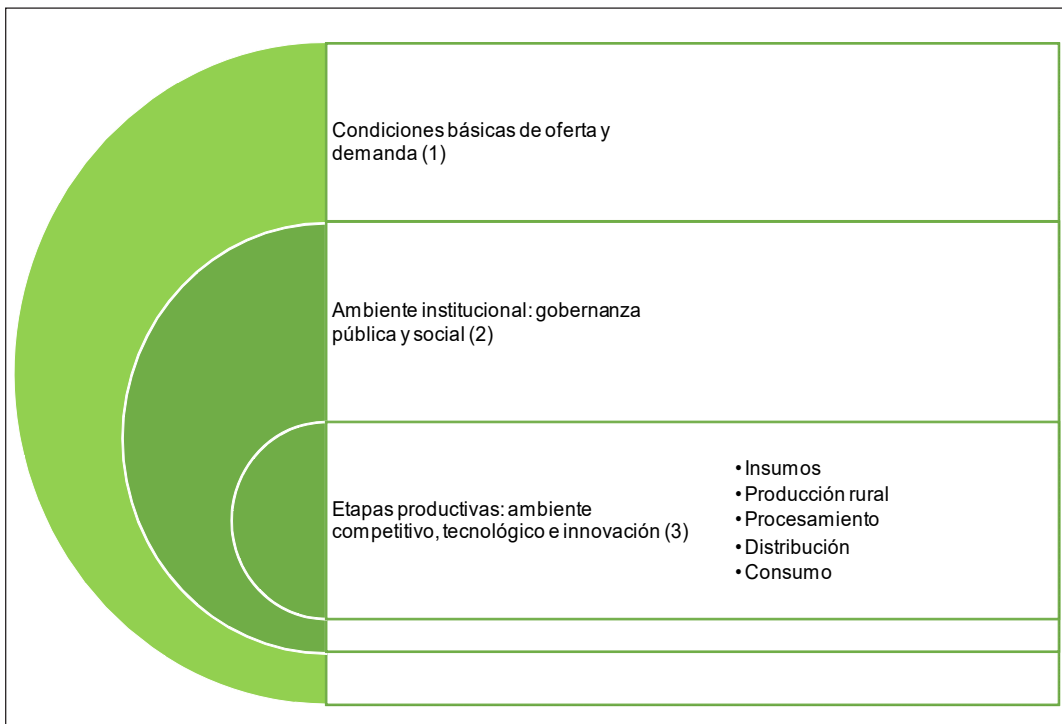 Condiciones básicas de oferta y
demanda (1)
Ambiente institucional: gobernanza
pública y social (2)
Etapas productivas: ambiente
competitivo, tecnológico e innovación (3)
• Insumos
• Producción rural
• Procesamiento
• Distribución
• Consumo